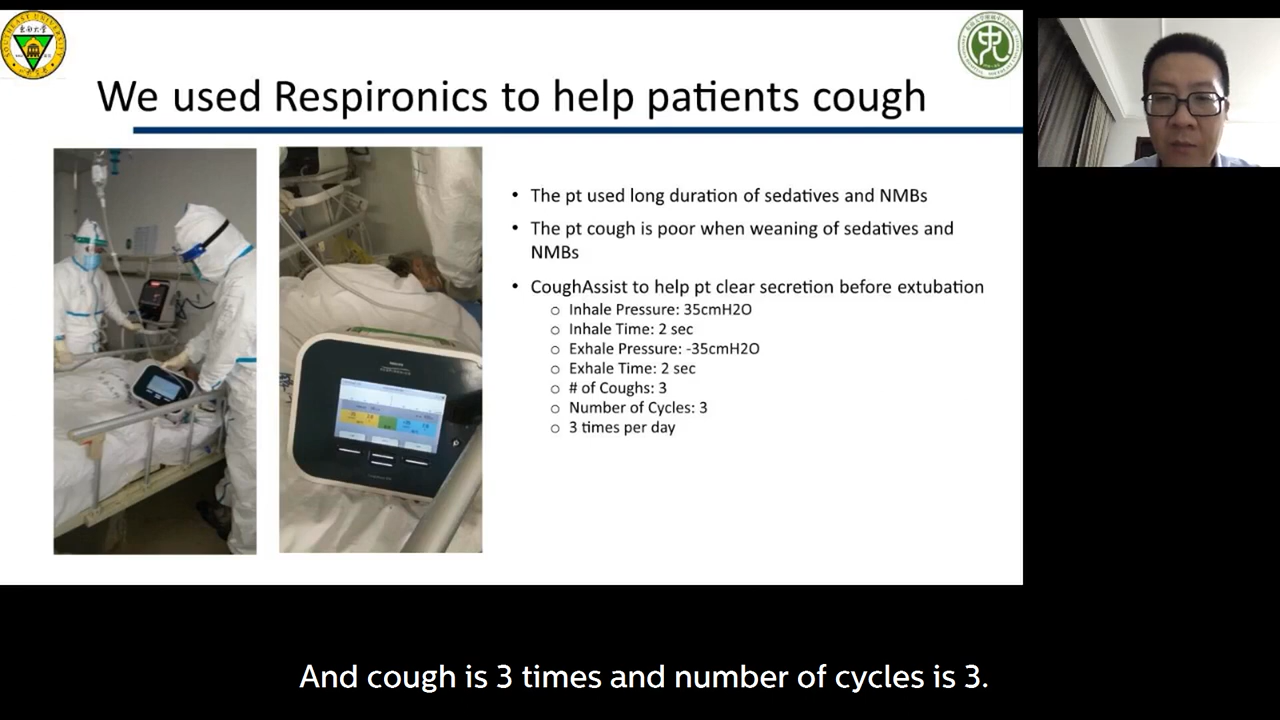 We used Respironics to help patients cough
• The pt used long duration of sedatives and NMBs
• The pt cough is poor when weaning of sedatives and
NMBs
• CoughAssist to help pt clear secretion before extubation
○ Inhale Pressure: 35cmH2O
○ Inhale Time: 2 sec
○ Exhale Pressure: -35cmH2O
○ Exhale Time: 2 sec
○ # of Coughs: 3
○ Number of Cycles: 3
○ 3 times per day
And cough is 3 times and number of cycles is 3.